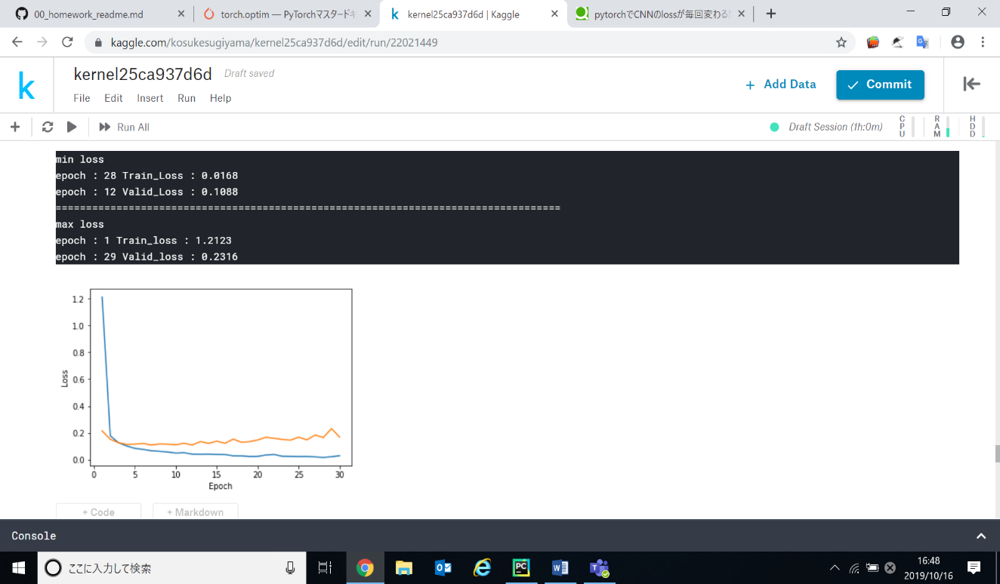 00_homework_readme.md
torch.optim — PyTorchマスタードキ
kernel25ca937d6d | Kaggle
pytorchでCNNのlossが毎回変わる
kaggle.com/kosukesugiyama/kernel25ca937d6d/edit/run/22021449
k
kernel25ca937d6d Draft saved
File Edit Insert Run Help
+ Add Data
Commit
Run All
Draft Session (1h:0m)
CPU
RAM
HDD
min loss
epoch : 28 Train_Loss : 0.0168
epoch : 12 Valid_Loss : 0.1088
===================================================================================
max loss
epoch : 1 Train_loss : 1.2123
epoch : 29 Valid_loss : 0.2316
1.2
1.0
0.8
0.6
0.4
0.2
0.0
Loss
0 5 10 15 20 25 30
Epoch
+ Code
+ Markdown
Console
ここに入力して検索
16:48
2019/10/16